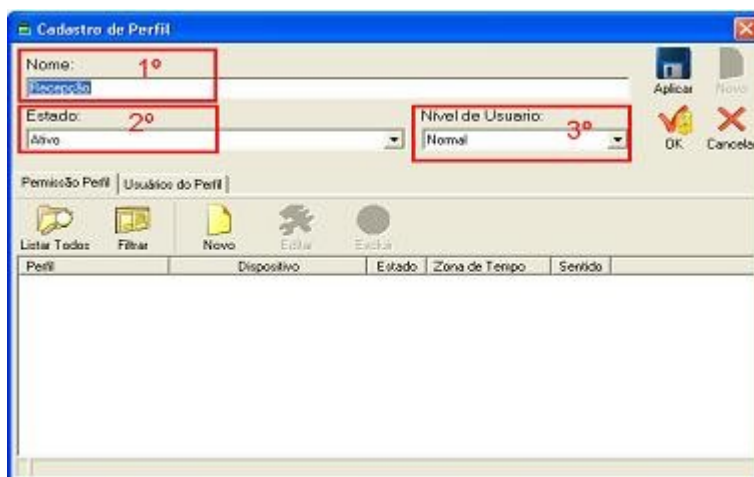 Cadastro de Perfil
Nome: 1º
Recepção
Aplicar Novo
Estado: 2º Nível de Usuario: 3º
Ativo Normal
OK Cancela
Permissão Perfil Usuários do Perfil
Listar Todos Filtrar Novo Editar Excluir
Perfil Dispositivo Estado Zona de Tempo Sentido